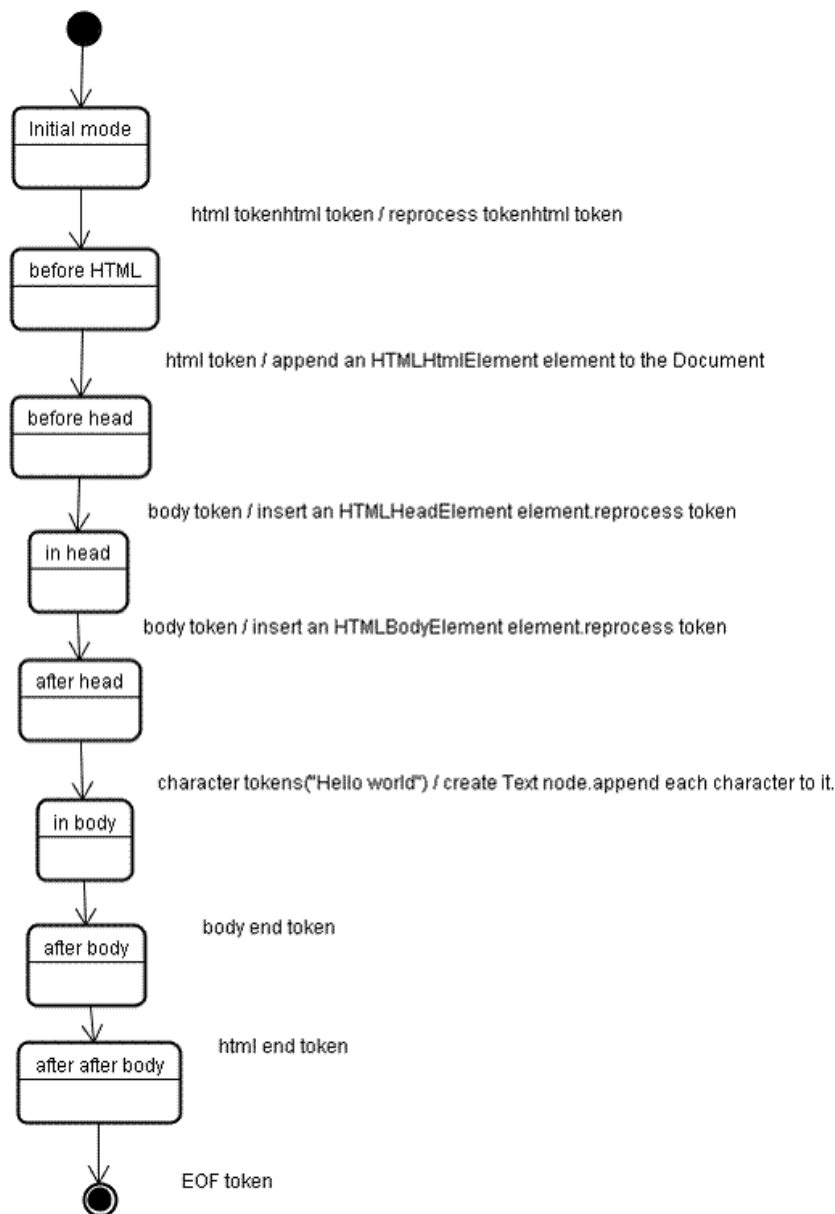 Initial mode
html tokenhtml token / reprocess tokenhtml token
before HTML
html token / append an HTMLHtmlElement element to the Document
before head
body token / insert an HTMLHeadElement element.reprocess token
in head
body token / insert an HTMLBodyElement element.reprocess token
after head
character tokens("Hello world") / create Text node.append each character to it.
in body
body end token
after body
html end token
after after body
EOF token